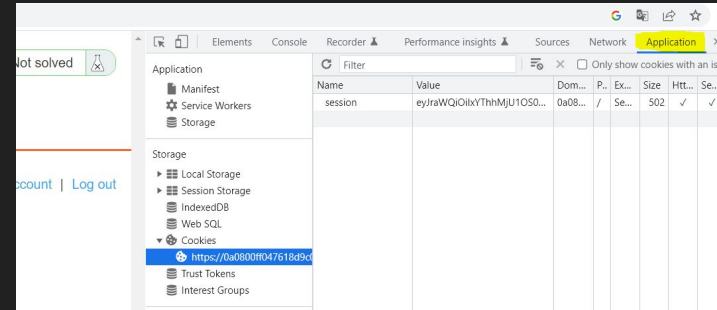 Elements Console Recorder Performance insights Sources Network Application
Not solved
Application
Manifest
Service Workers
Storage
Storage
Local Storage
Session Storage
IndexedDB
Web SQL
Cookies
https://0a0800ff047618d9c
Trust Tokens
Interest Groups
ccount | Log out
Filter
Only show cookies with an is
Name Value Dom... P.. Ex... Size Htt... Se...
session 0a08... / Se... 502 ✓ ✓